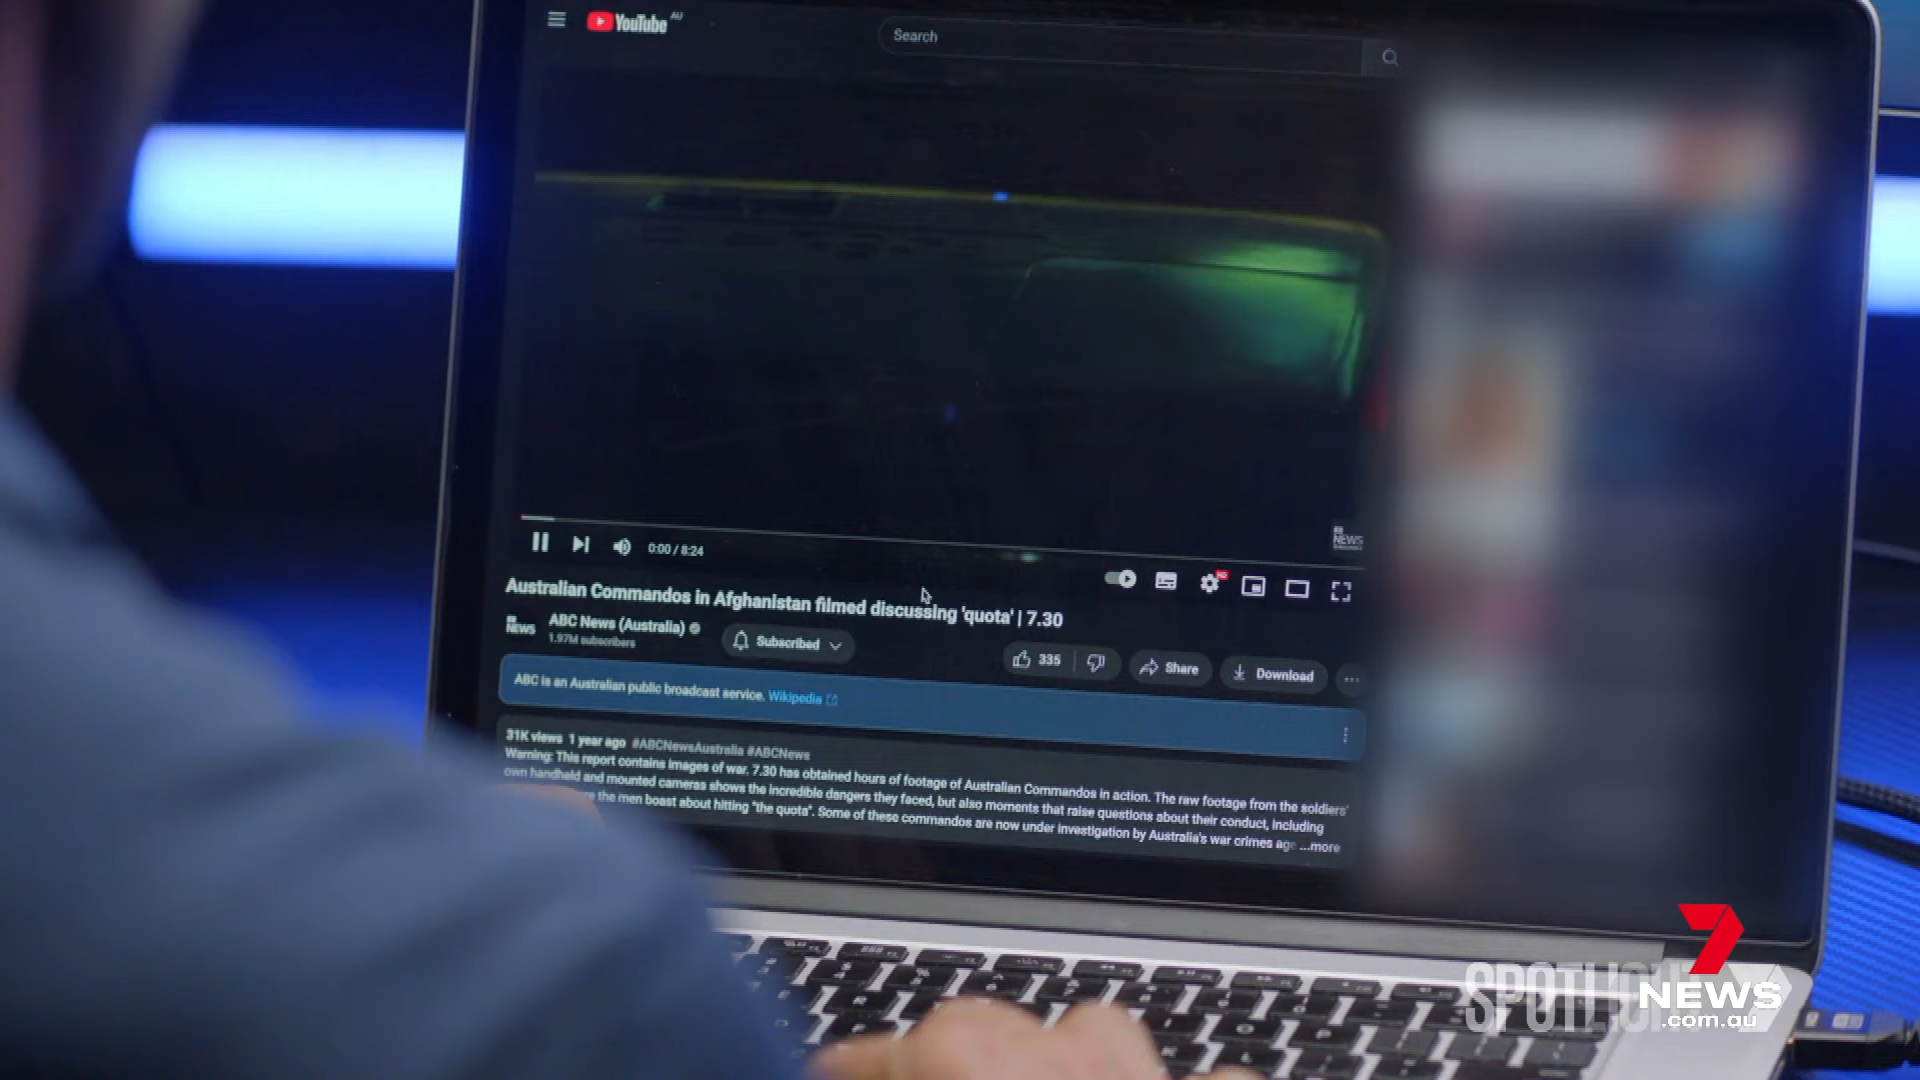 YouTube AU
Search
NEWS
0:00 / 8:24
HD
Australian Commandos in Afghanistan filmed discussing 'quota' | 7.30
NEWS
ABC News (Australia)
1.97M subscribers
Subscribed
335
Share
Download
...
ABC is an Australian public broadcast service. Wikipedia
31K views 1 year ago #ABCNewsAustralia #ABCNews
Warning: This report contains images of war. 7.30 has obtained hours of footage of Australian Commandos in action. The raw footage from the soldiers'
own handheld and mounted cameras shows the incredible dangers they faced, but also moments that raise questions about their conduct, including
the men boast about hitting "the quota". Some of these commandos are now under investigation by Australia's war crimes age ...more
7
SPOTLIGHT
NEWS
.com.au